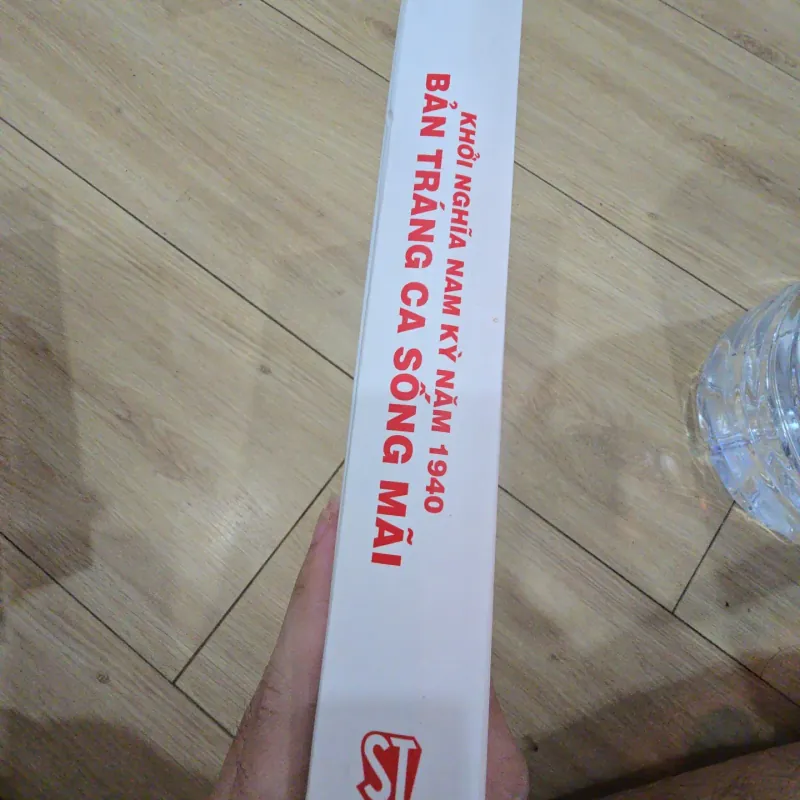 KHỞI NGHĨA NAM KỲ NĂM 1940
BẢN TRÁNG CA SỐNG MÃI